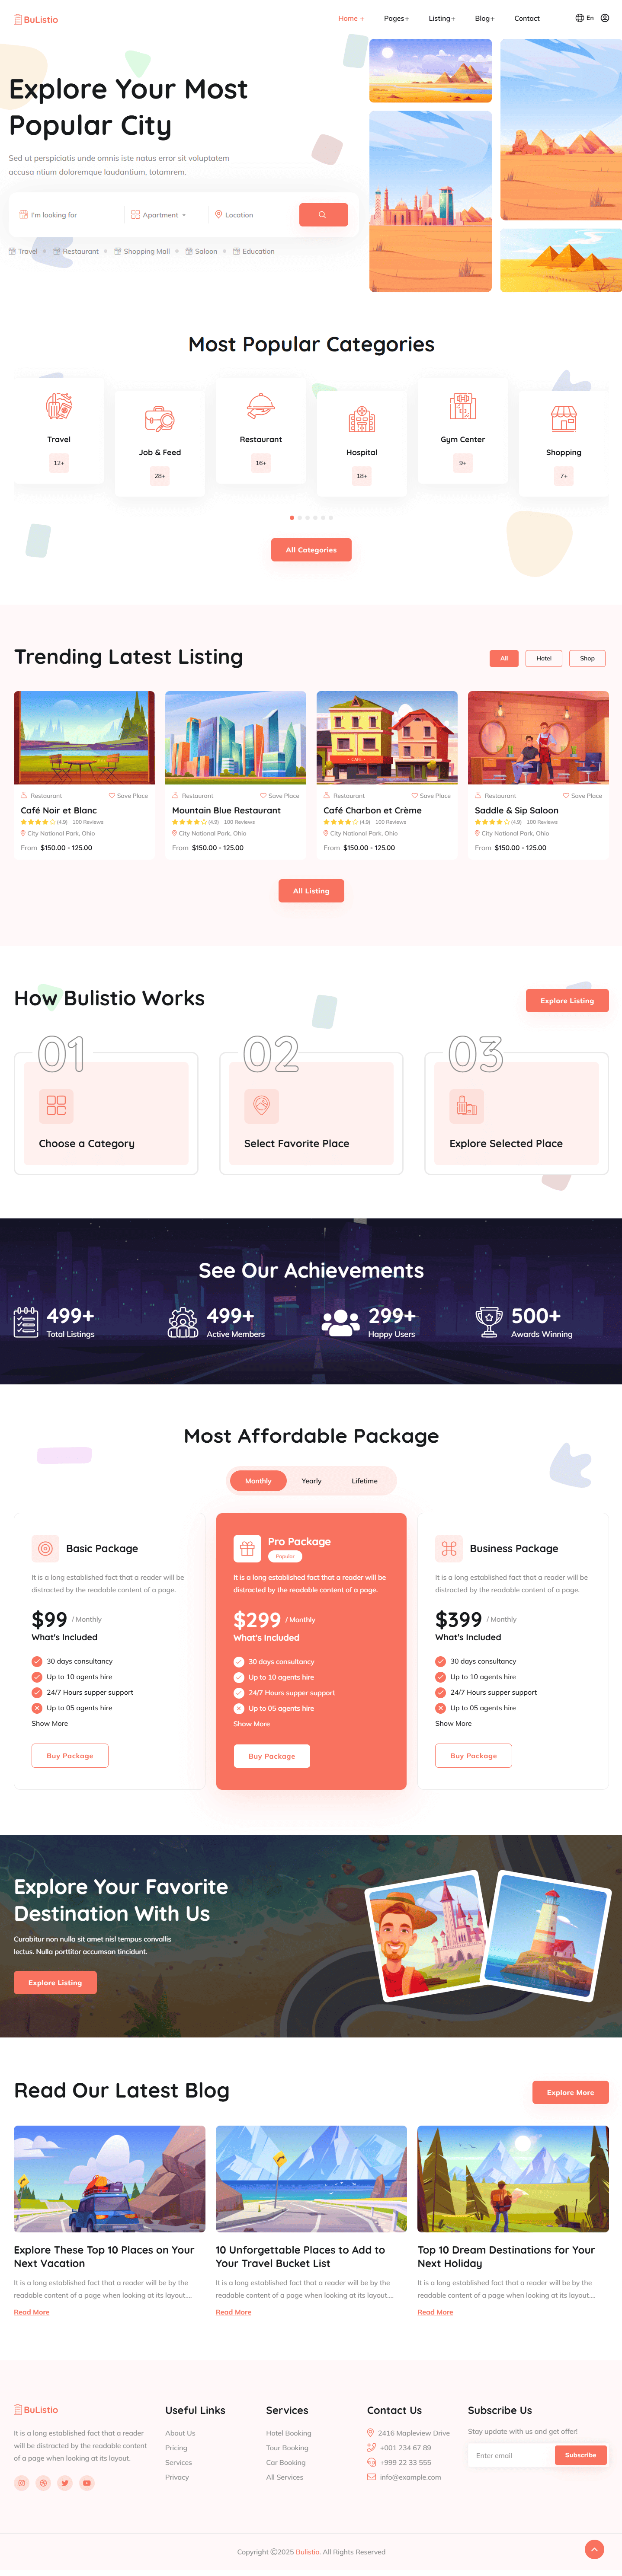 BuListio
Home + Pages+ Listing+ Blog+ Contact En
Explore Your Most
Popular City
Sed ut perspiciatis unde omnis iste natus error sit voluptatem
accusa ntium doloremque laudantium, totamrem.
I'm looking for Apartment Location
Travel Restaurant Shopping Mall Saloon Education
Most Popular Categories
Travel
12+
Job & Feed
28+
Restaurant
16+
Hospital
18+
Gym Center
9+
Shopping
7+
All Categories
Trending Latest Listing
All Hotel Shop
Restaurant Save Place
Café Noir et Blanc
(4.9) 100 Reviews
City National Park, Ohio
From $150.00 - 125.00
Restaurant Save Place
Mountain Blue Restaurant
(4.9) 100 Reviews
City National Park, Ohio
From $150.00 - 125.00
CAFE
Restaurant Save Place
Café Charbon et Crème
(4.9) 100 Reviews
City National Park, Ohio
From $150.00 - 125.00
Restaurant Save Place
Saddle & Sip Saloon
(4.9) 100 Reviews
City National Park, Ohio
From $150.00 - 125.00
All Listing
How Bulistio Works
Explore Listing
01
Choose a Category
02
Select Favorite Place
03
Explore Selected Place
See Our Achievements
499+
Total Listings
499+
Active Members
299+
Happy Users
500+
Awards Winning
Most Affordable Package
Monthly Yearly Lifetime
Basic Package
It is a long established fact that a reader will be
distracted by the readable content of a page.
$99 / Monthly
What's Included
30 days consultancy
Up to 10 agents hire
24/7 Hours supper support
Up to 05 agents hire
Show More
Buy Package
Pro Package
Popular
It is a long established fact that a reader will be
distracted by the readable content of a page.
$299 / Monthly
What's Included
30 days consultancy
Up to 10 agents hire
24/7 Hours supper support
Up to 05 agents hire
Show More
Buy Package
Business Package
It is a long established fact that a reader will be
distracted by the readable content of a page.
$399 / Monthly
What's Included
30 days consultancy
Up to 10 agents hire
24/7 Hours supper support
Up to 05 agents hire
Show More
Buy Package
Explore Your Favorite
Destination With Us
Curabitur non nulla sit amet nisl tempus convallis
lectus. Nulla porttitor accumsan tincidunt.
Explore Listing
Read Our Latest Blog
Explore More
Explore These Top 10 Places on Your
Next Vacation
It is a long established fact that a reader will be by the
readable content of a page when looking at its layout....
Read More
10 Unforgettable Places to Add to
Your Travel Bucket List
It is a long established fact that a reader will be by the
readable content of a page when looking at its layout....
Read More
Top 10 Dream Destinations for Your
Next Holiday
It is a long established fact that a reader will be by the
readable content of a page when looking at its layout....
Read More
BuListio
It is a long established fact that a reader
will be distracted by the readable content
of a page when looking at its layout.
Useful Links
About Us
Pricing
Services
Privacy
Services
Hotel Booking
Tour Booking
Car Booking
All Services
Contact Us
2416 Mapleview Drive
+001 234 67 89
+999 22 33 555
info@example.com
Subscribe Us
Stay update with us and get offer!
Enter email Subscribe
Copyright ©2025 Bulistio. All Rights Reserved